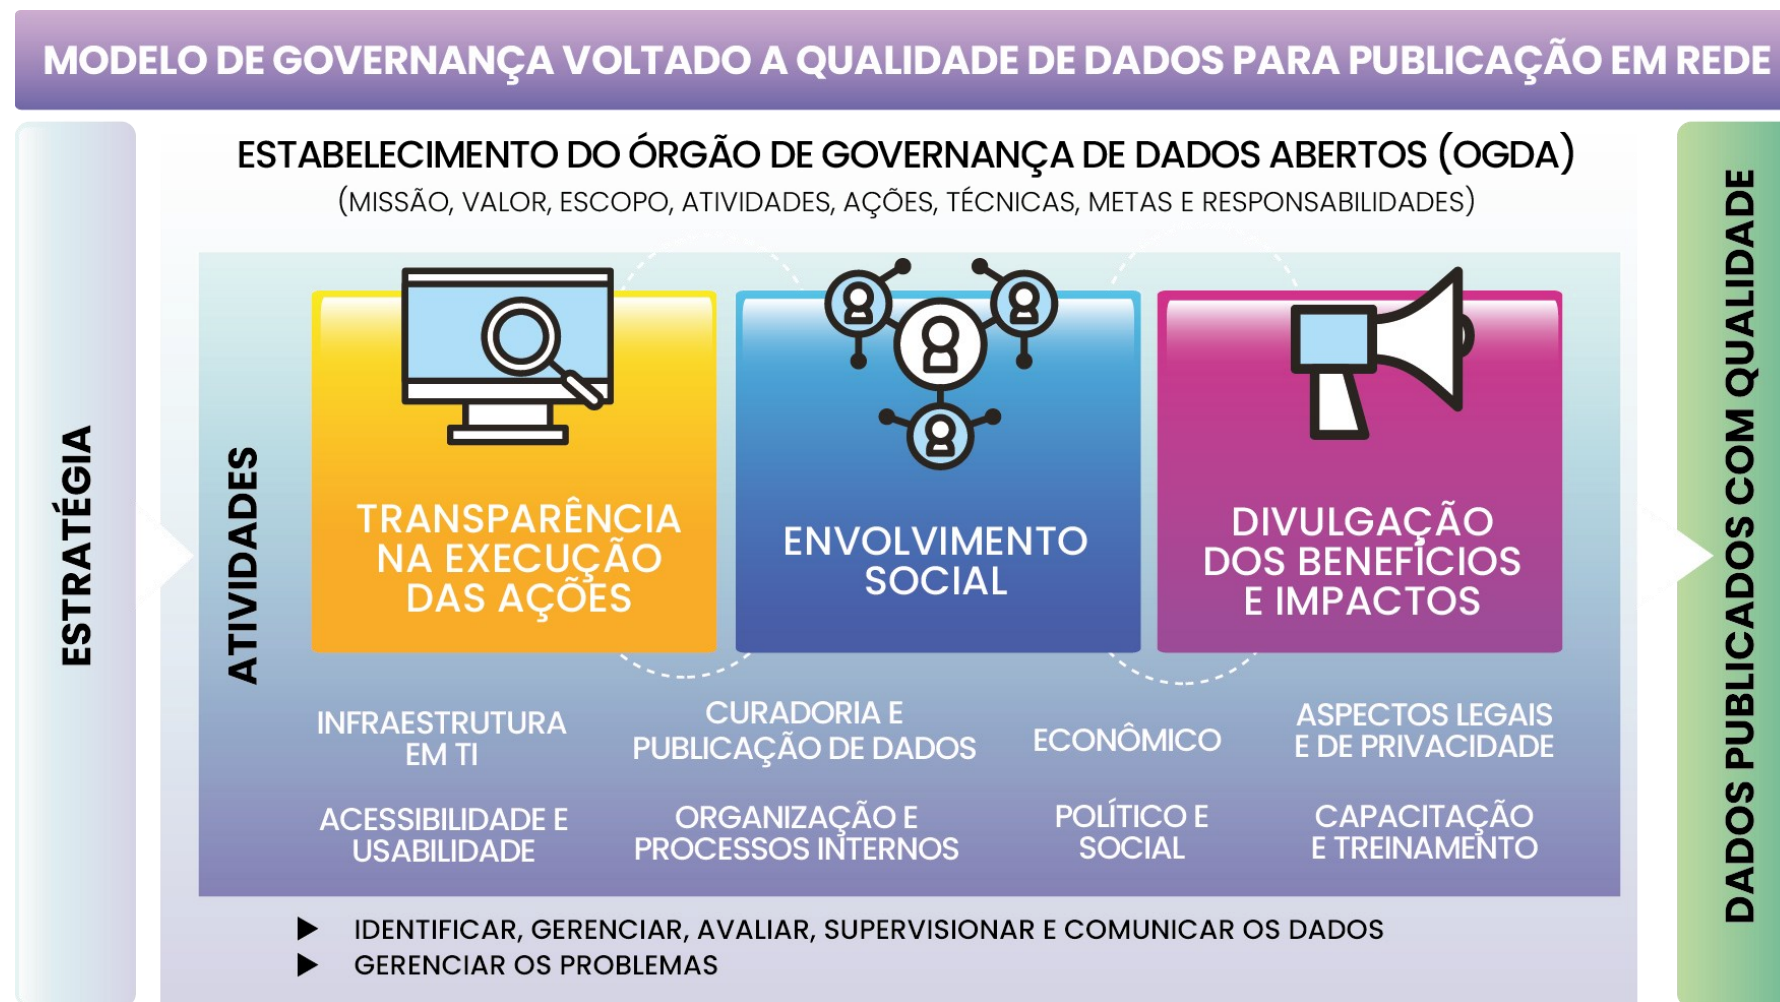 MODELO DE GOVERNANÇA VOLTADO A QUALIDADE DE DADOS PARA PUBLICAÇÃO EM REDE
ESTRATÉGIA
ESTABELECIMENTO DO ÓRGÃO DE GOVERNANÇA DE DADOS ABERTOS (OGDA)
(MISSÃO, VALOR, ESCOPO, ATIVIDADES, AÇÕES, TÉCNICAS, METAS E RESPONSABILIDADES)
ATIVIDADES
TRANSPARÊNCIA
NA EXECUÇÃO
DAS AÇÕES
ENVOLVIMENTO
SOCIAL
DIVULGAÇÃO
DOS BENEFÍCIOS
E IMPACTOS
INFRAESTRUTURA
EM TI
CURADORIA E
PUBLICAÇÃO DE DADOS
ECONÔMICO
ASPECTOS LEGAIS
E DE PRIVACIDADE
ACESSIBILIDADE E
USABILIDADE
ORGANIZAÇÃO E
PROCESSOS INTERNOS
POLÍTICO E
SOCIAL
CAPACITAÇÃO
E TREINAMENTO
IDENTIFICAR, GERENCIAR, AVALIAR, SUPERVISIONAR E COMUNICAR OS DADOS
GERENCIAR OS PROBLEMAS
DADOS PUBLICADOS COM QUALIDADE